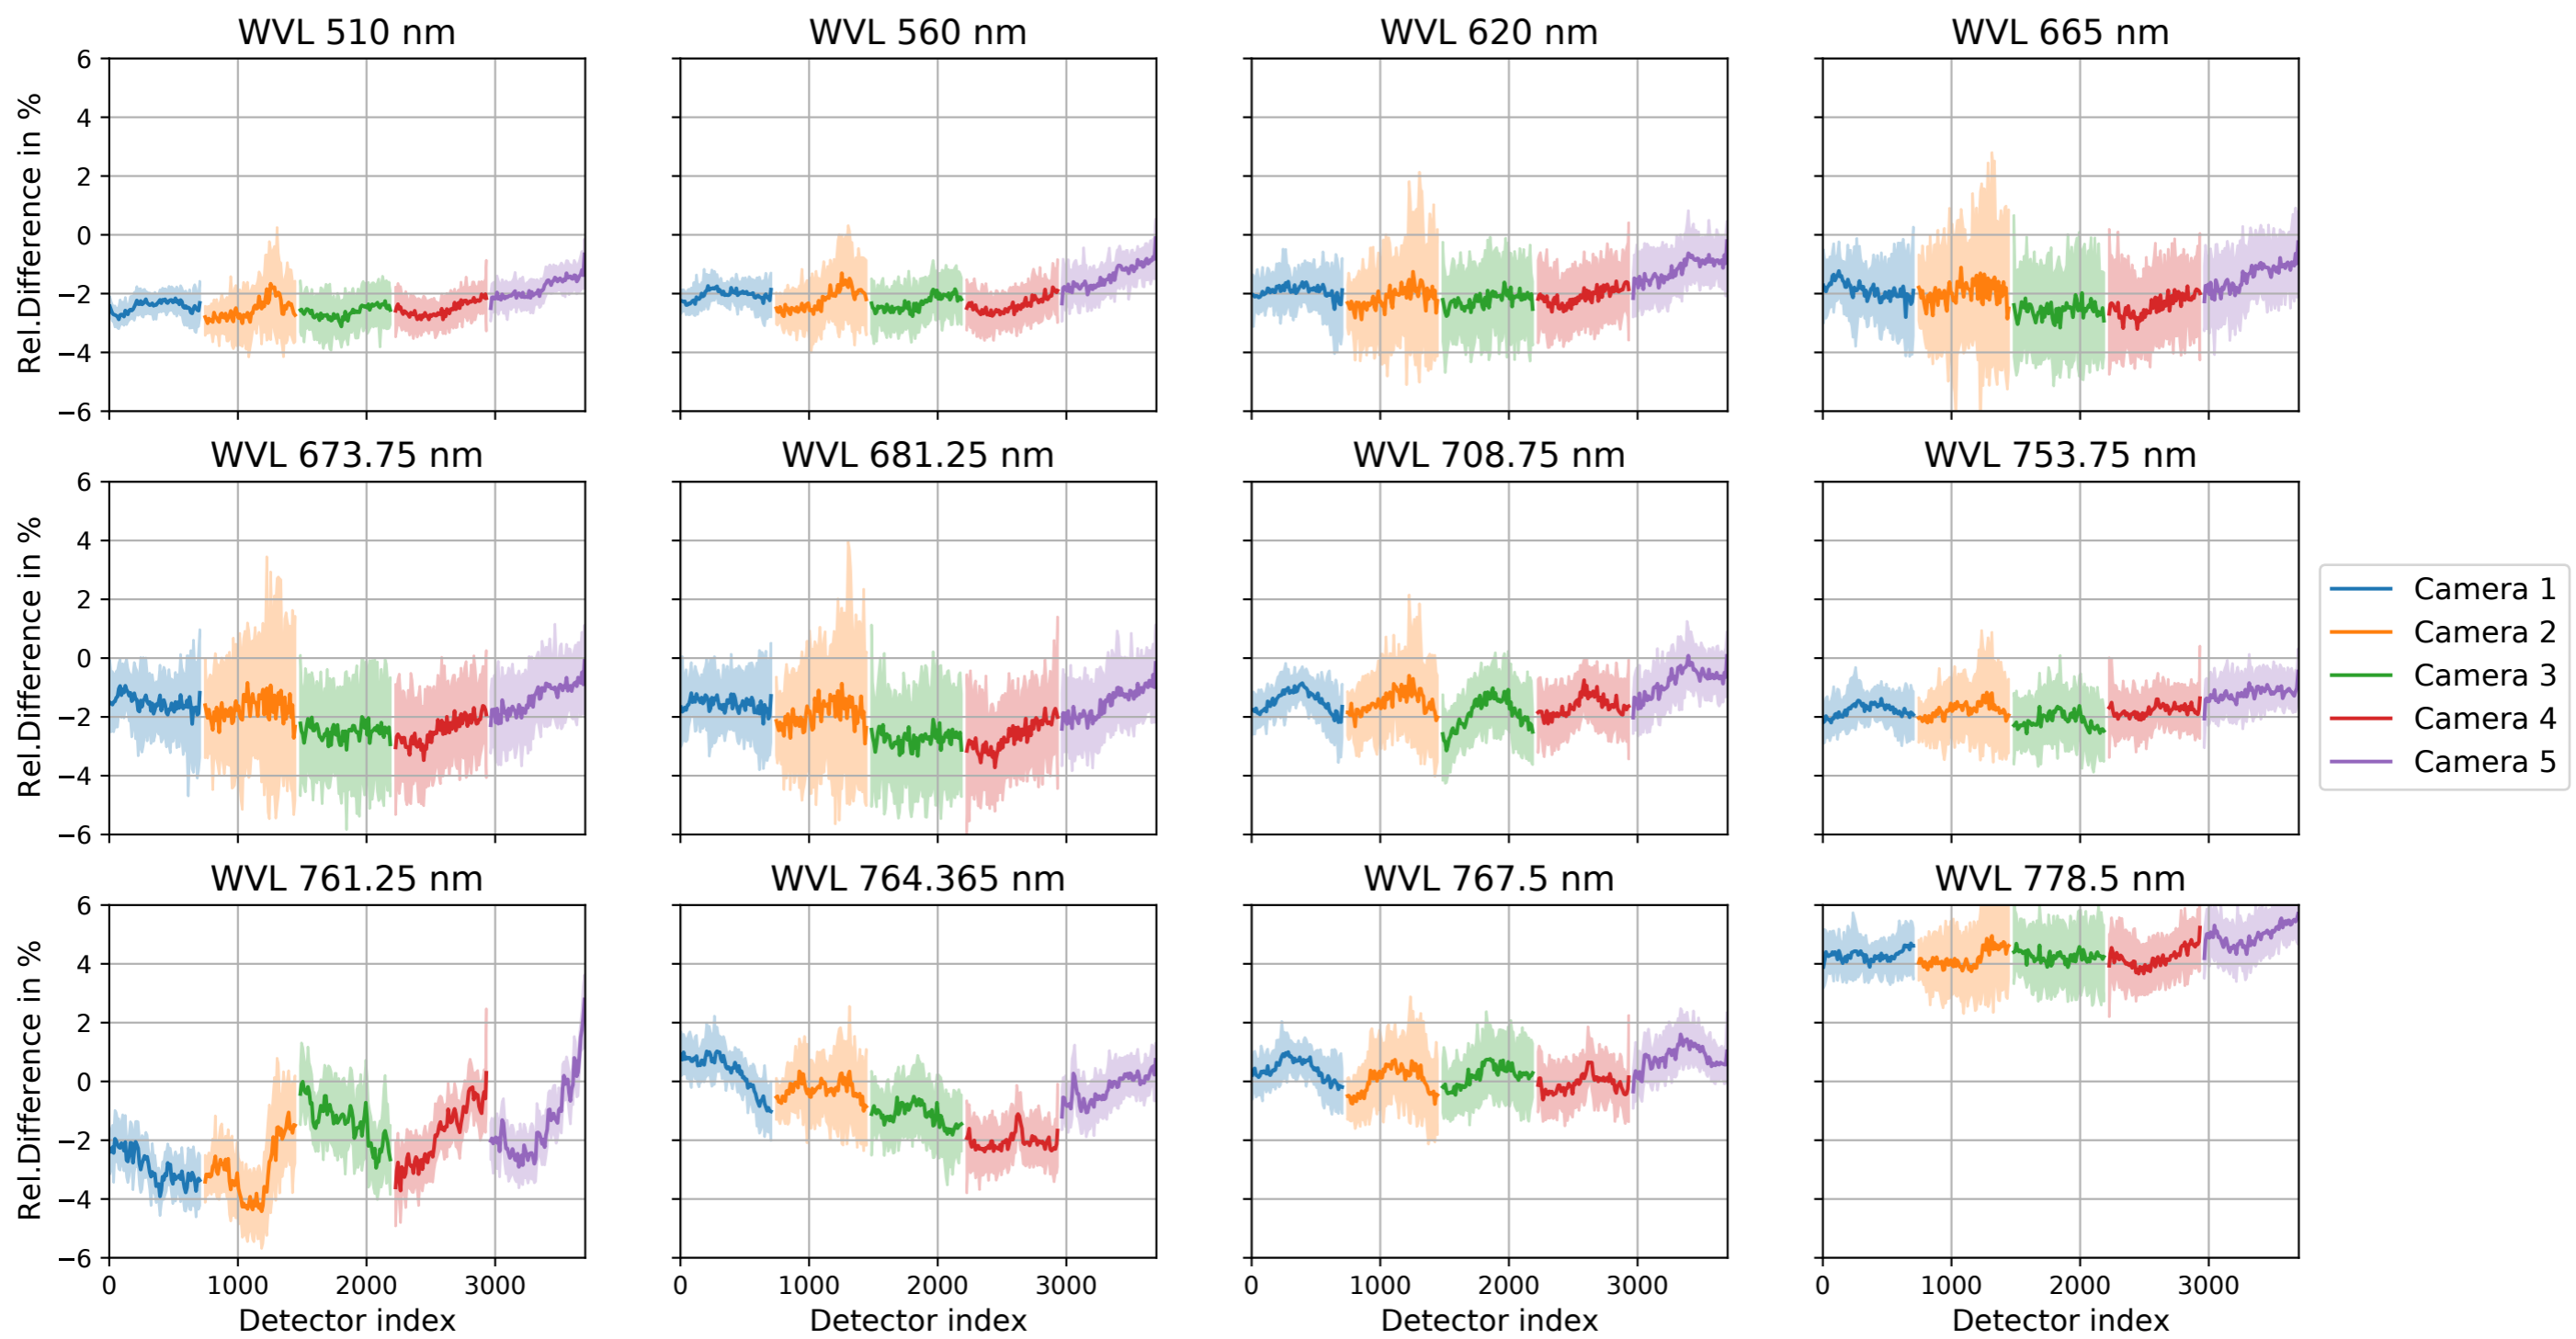 WVL 510 nm WVL 560 nm WVL 620 nm WVL 665 nm
Rel.Difference in %
6
4
2
0
−2
−4
−6
WVL 673.75 nm WVL 681.25 nm WVL 708.75 nm WVL 753.75 nm
Rel.Difference in %
6
4
2
0
−2
−4
−6
Camera 1
Camera 2
Camera 3
Camera 4
Camera 5
WVL 761.25 nm WVL 764.365 nm WVL 767.5 nm WVL 778.5 nm
Rel.Difference in %
6
4
2
0
−2
−4
−6
0 1000 2000 3000 0 1000 2000 3000 0 1000 2000 3000 0 1000 2000 3000
Detector index Detector index Detector index Detector index